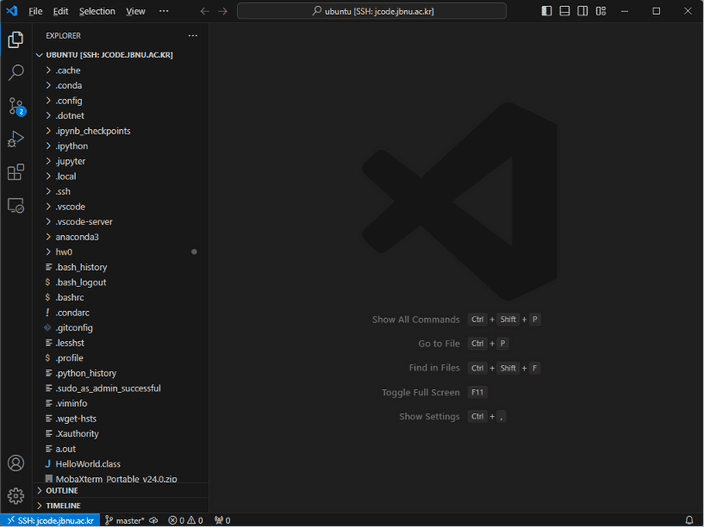 File Edit Selection View ··· ubuntu [SSH: jcode.jbnu.ac.kr]
EXPLORER ···
UBUNTU [SSH: JCODE.JBNU.AC.KR]
.cache
.conda
.config
.dotnet
.ipynb_checkpoints
.ipython
.jupyter
.local
.ssh
.vscode
.vscode-server
anaconda3
hw0
.bash_history
$ .bash_logout
$ .bashrc
! .condarc
.gitconfig
.lesshst
$ .profile
.python_history
.sudo_as_admin_successful
.viminfo
.wget-hsts
.Xauthority
a.out
J HelloWorld.class
MobaXterm_Portable_v24.0.zip
OUTLINE
TIMELINE
2
Show All Commands Ctrl + Shift + P
Go to File Ctrl + P
Find in Files Ctrl + Shift + F
Toggle Full Screen F11
Show Settings Ctrl + ,
SSH: jcode.jbnu.ac.kr master* 0 0 0